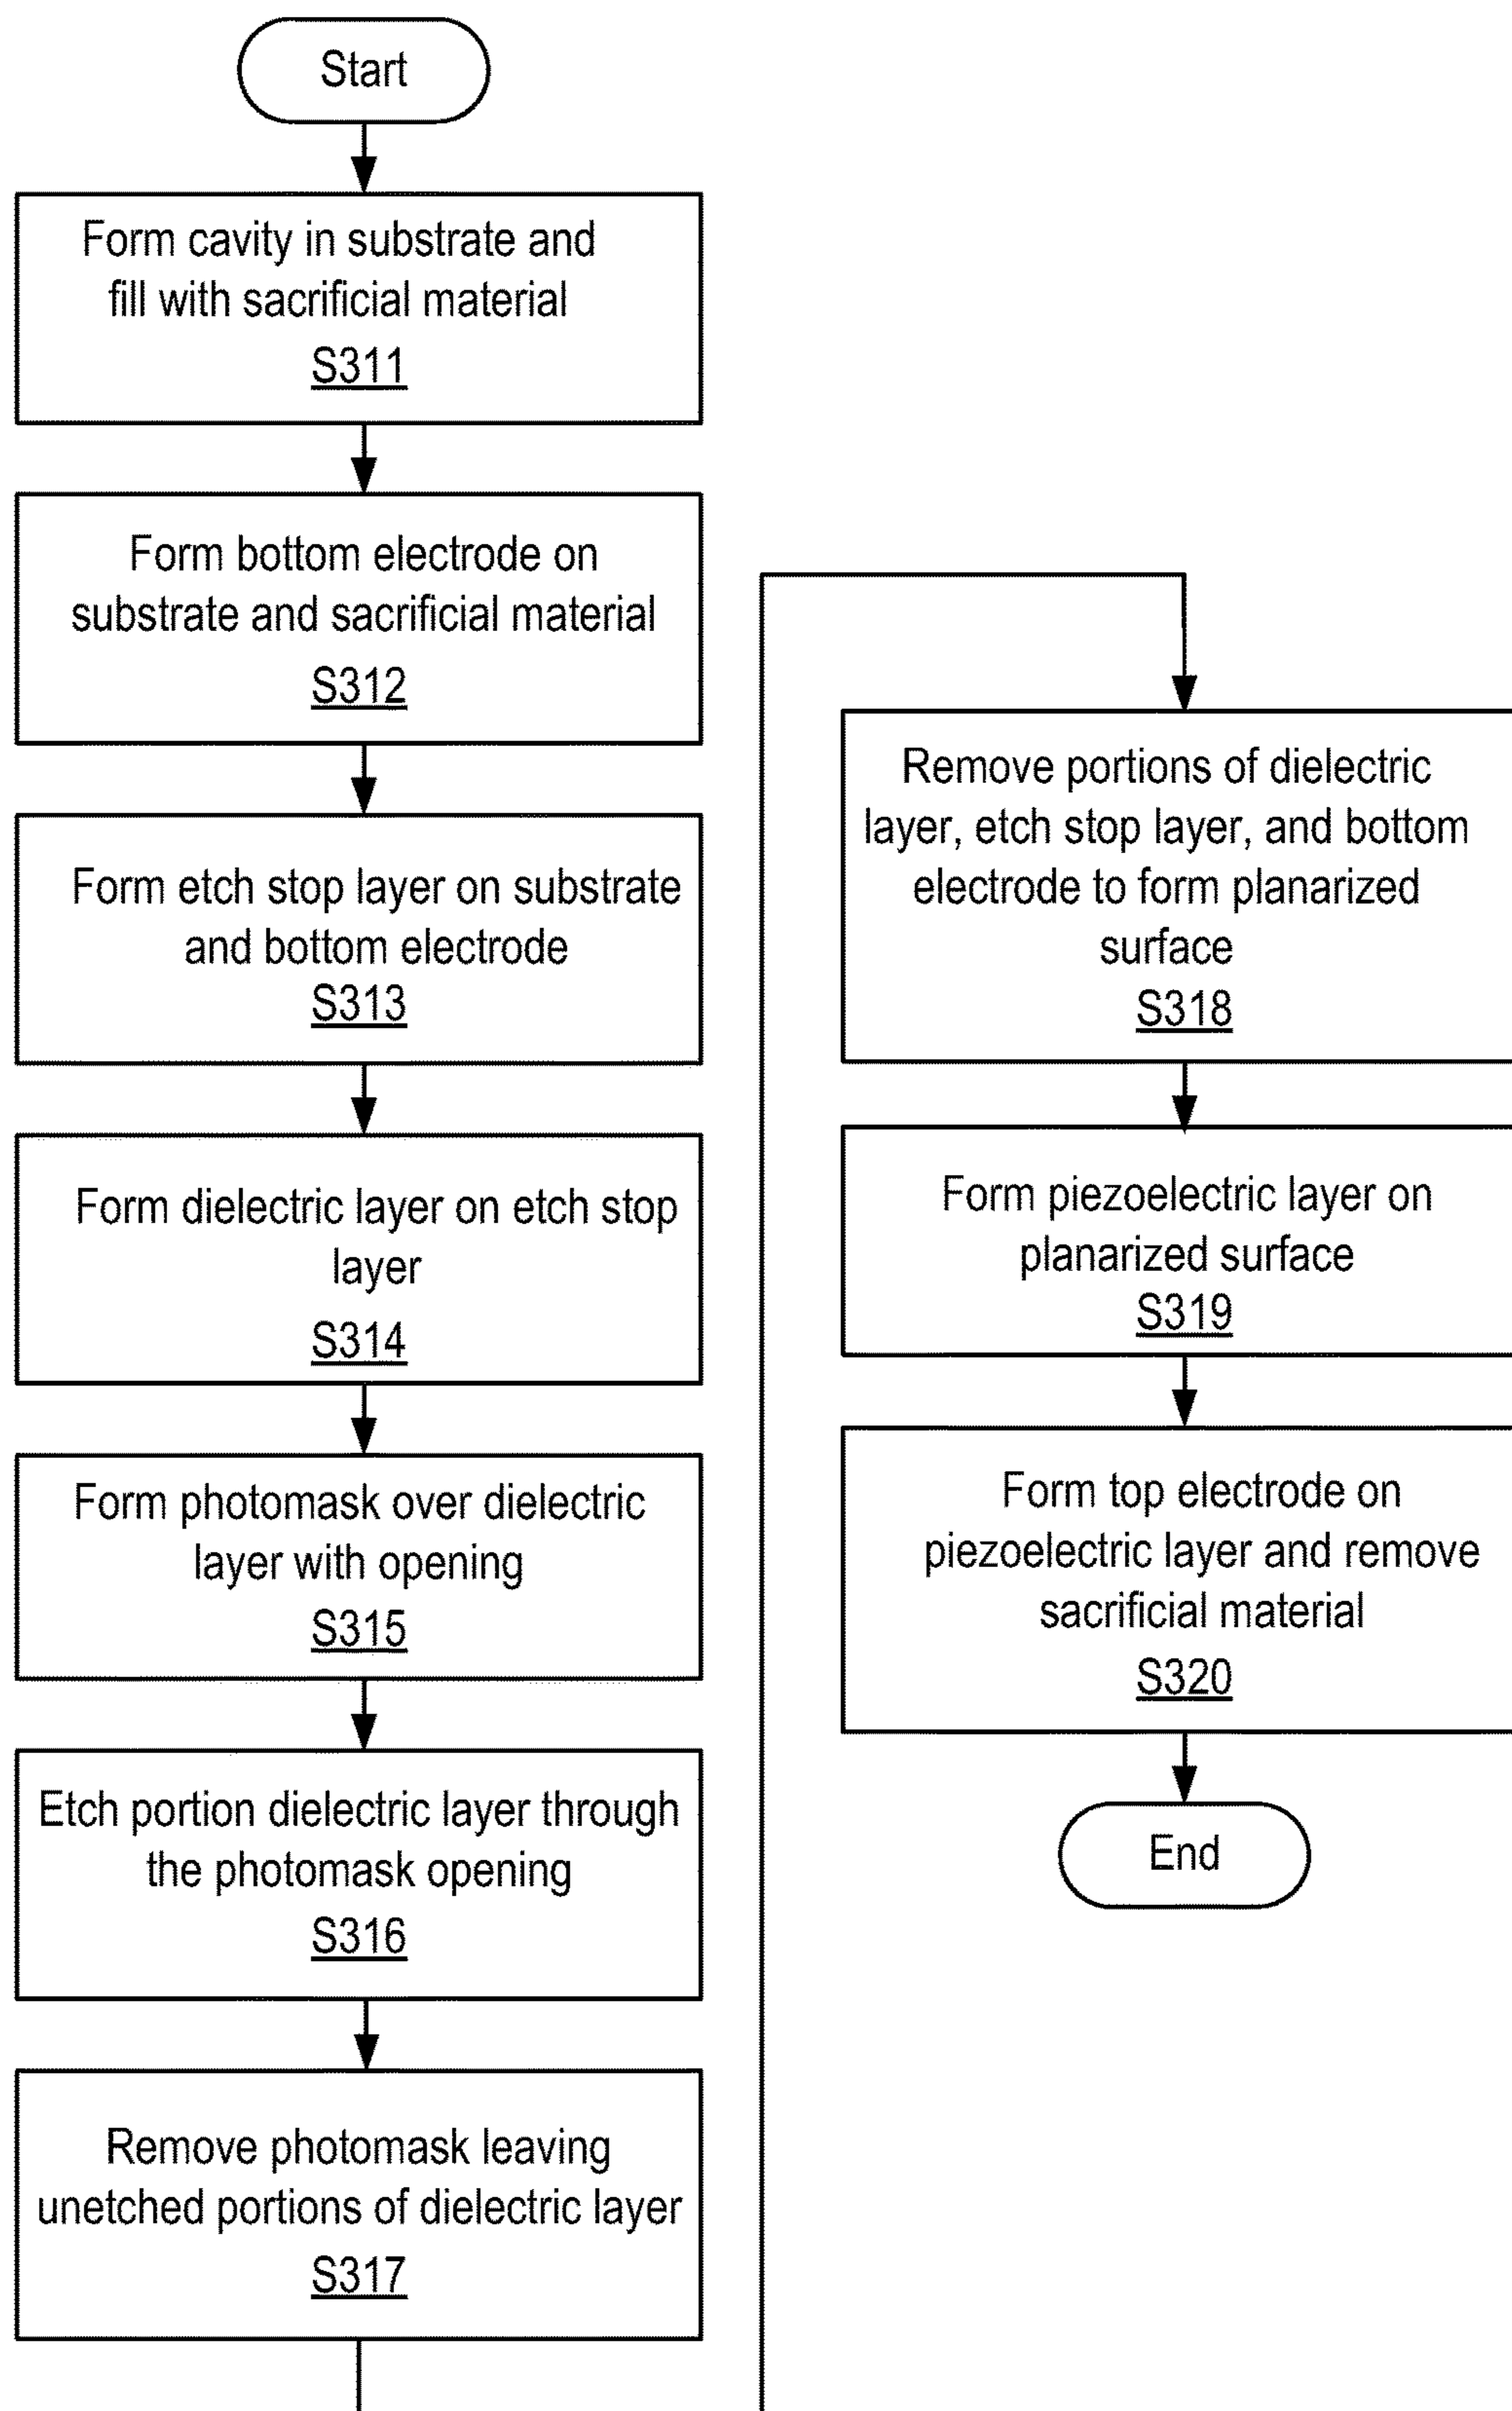 Start
Form cavity in substrate and
fill with sacrificial material
S311
Form bottom electrode on
substrate and sacrificial material
S312
Form etch stop layer on substrate
and bottom electrode
S313
Form dielectric layer on etch stop
layer
S314
Form photomask over dielectric
layer with opening
S315
Etch portion dielectric layer through
the photomask opening
S316
Remove photomask leaving
unetched portions of dielectric layer
S317
Remove portions of dielectric
layer, etch stop layer, and bottom
electrode to form planarized
surface
S318
Form piezoelectric layer on
planarized surface
S319
Form top electrode on
piezoelectric layer and remove
sacrificial material
S320
End